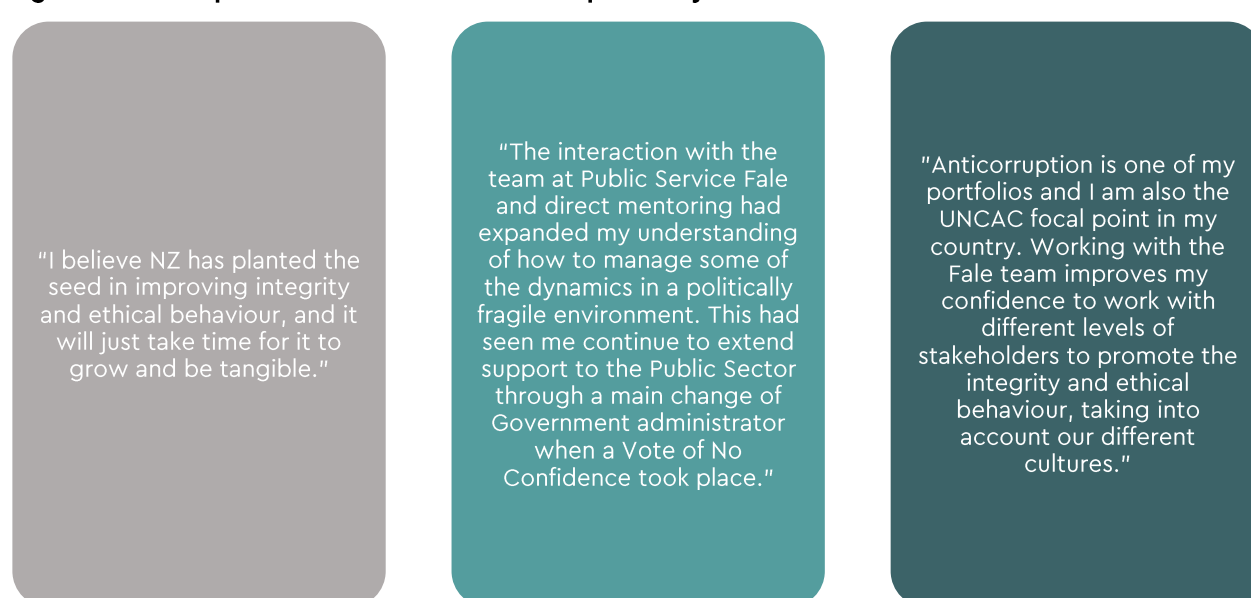 “I believe NZ has planted the
seed in improving integrity
and ethical behaviour, and it
will just take time for it to
grow and be tangible.”
“The interaction with the
team at Public Service Fale
and direct mentoring had
expanded my understanding
of how to manage some of
the dynamics in a politically
fragile environment. This had
seen me continue to extend
support to the Public Sector
through a main change of
Government administrator
when a Vote of No
Confidence took place.”
”Anticorruption is one of my
portfolios and I am also the
UNCAC focal point in my
country. Working with the
Fale team improves my
confidence to work with
different levels of
stakeholders to promote the
integrity and ethical
behaviour, taking into
account our different
cultures.”